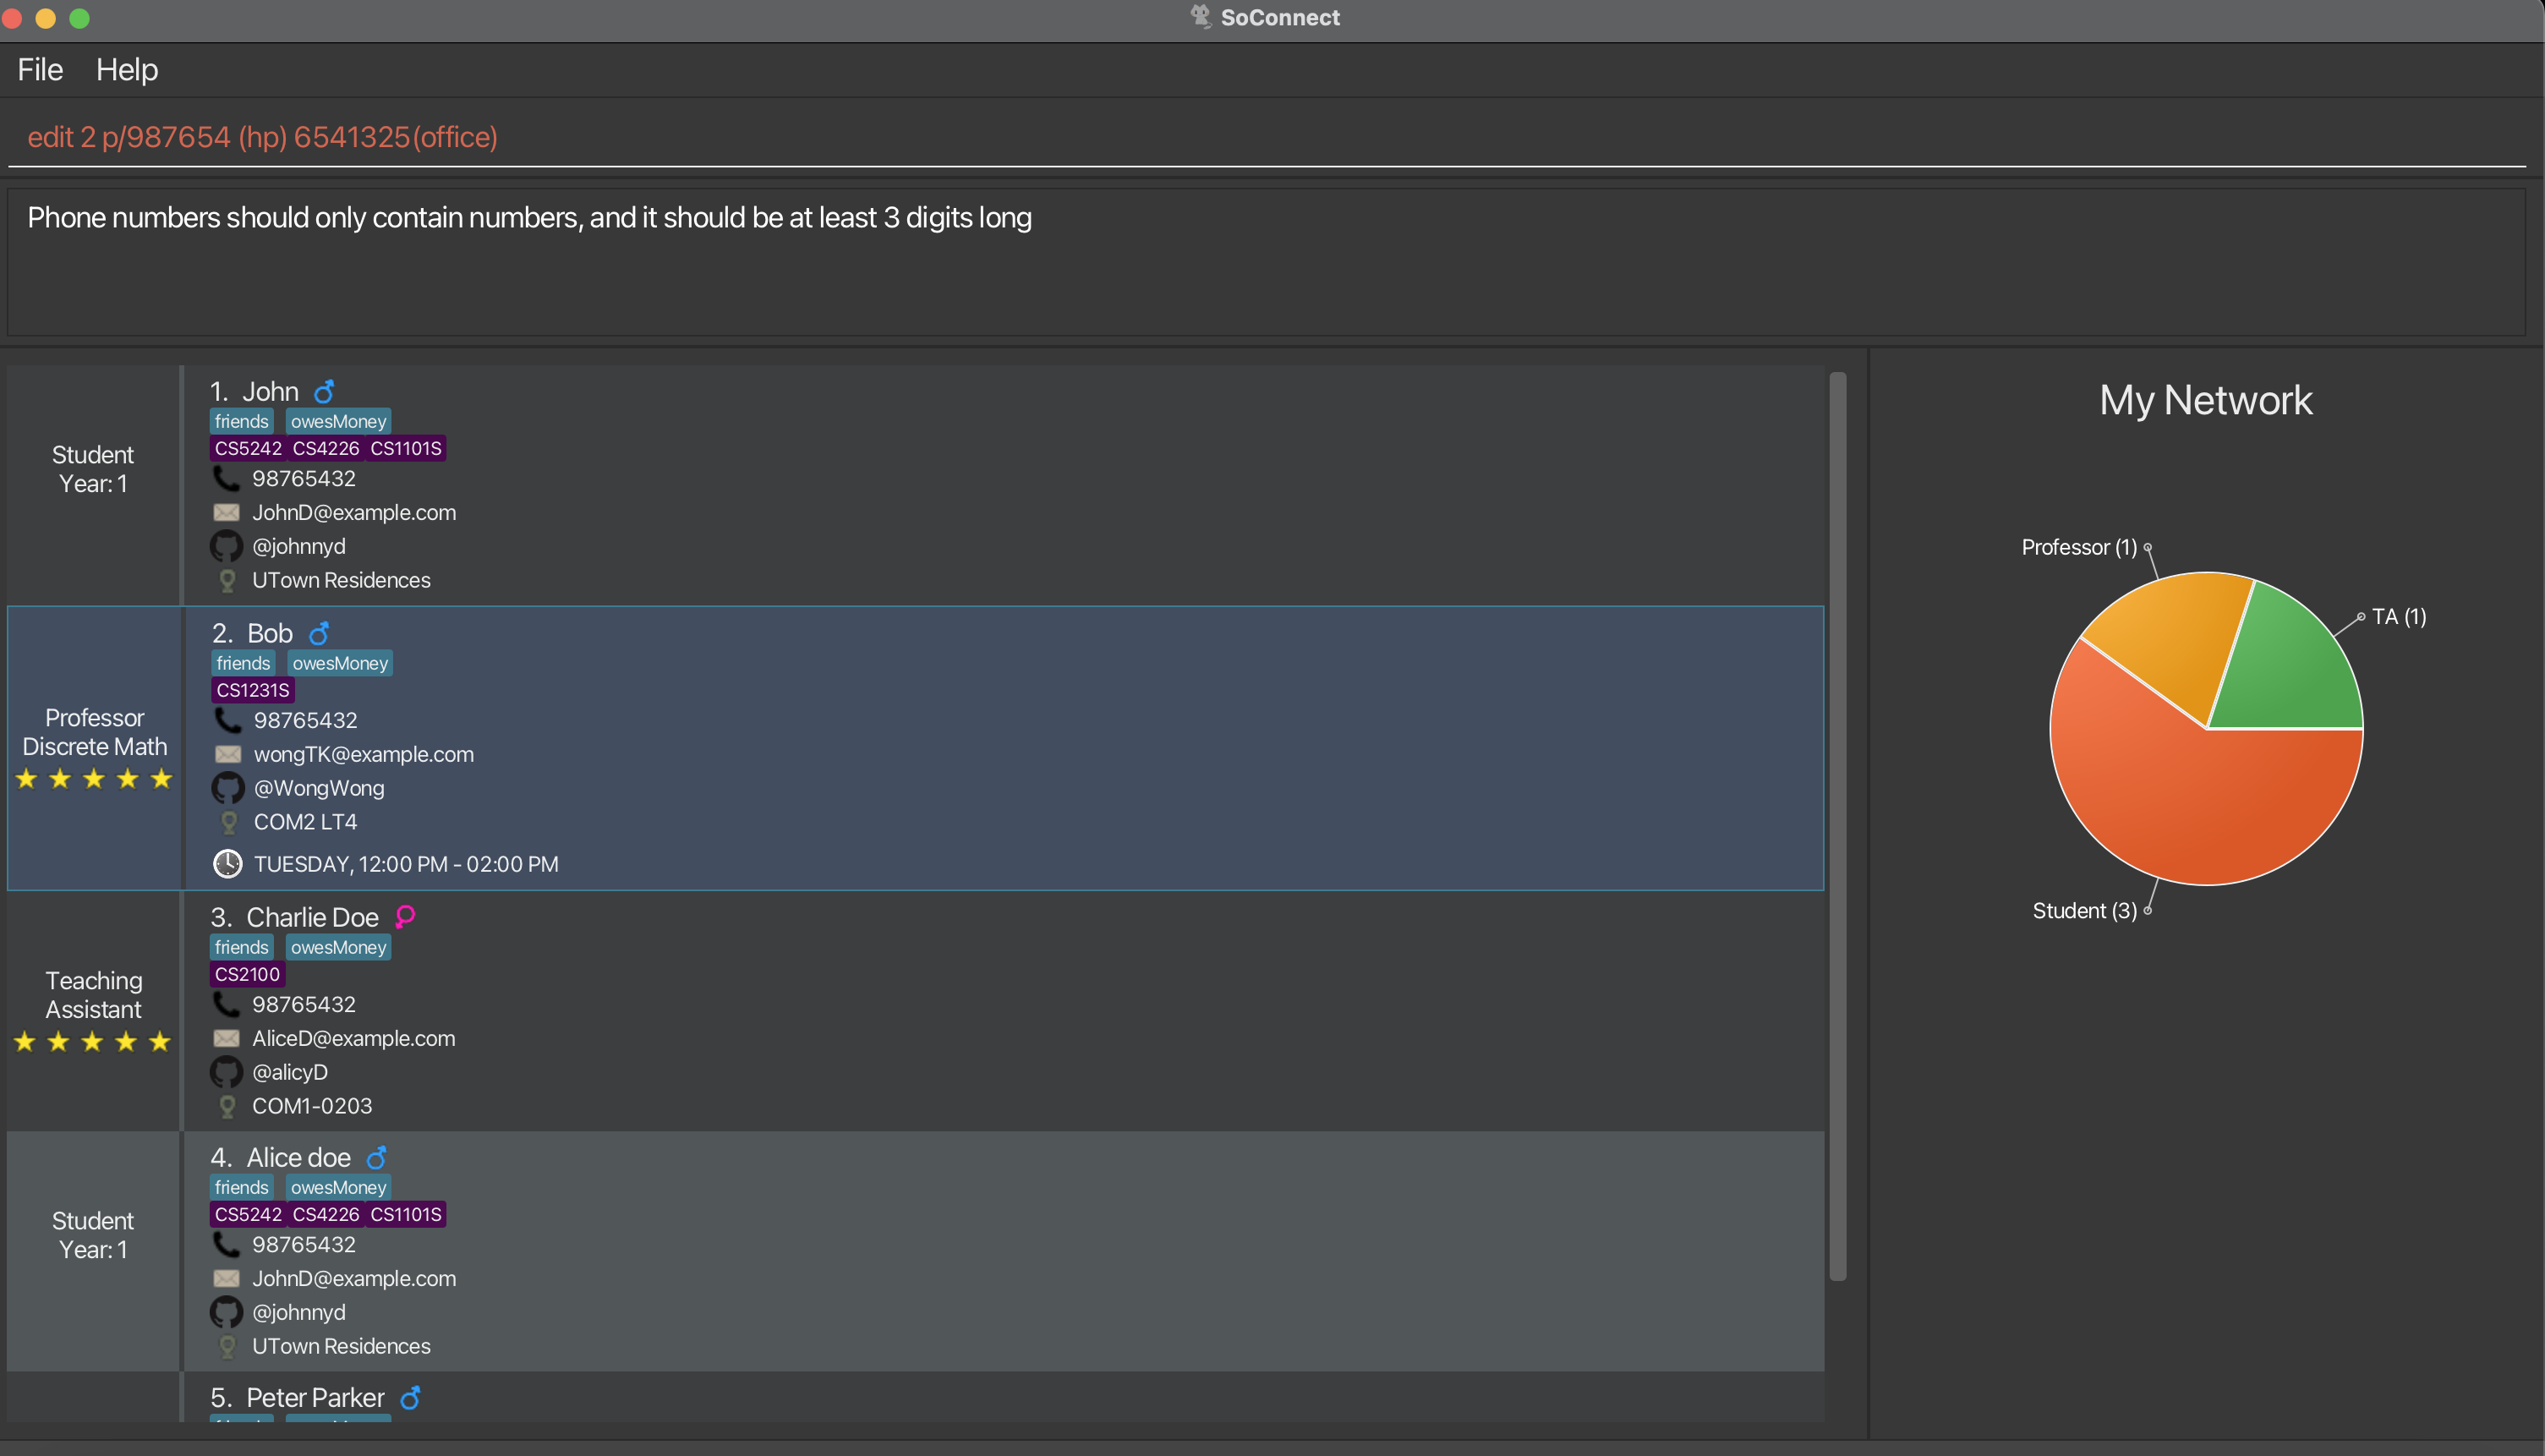 SoConnect
File Help
edit 2 p/987654 (hp) 6541325(office)
Phone numbers should only contain numbers, and it should be at least 3 digits long
Student
Year: 1
1. John
friends owesMoney
CS5242 CS4226 CS1101S
98765432
JohnD@example.com
@johnnyd
UTown Residences
Professor
Discrete Math
2. Bob
friends owesMoney
CS1231S
98765432
wongTK@example.com
@WongWong
COM2 LT4
TUESDAY, 12:00 PM - 02:00 PM
Teaching
Assistant
3. Charlie Doe
friends owesMoney
CS2100
98765432
AliceD@example.com
@alicyD
COM1-0203
Student
Year: 1
4. Alice doe
friends owesMoney
CS5242 CS4226 CS1101S
98765432
JohnD@example.com
@johnnyd
UTown Residences
5. Peter Parker
My Network
Professor (1)
TA (1)
Student (3)